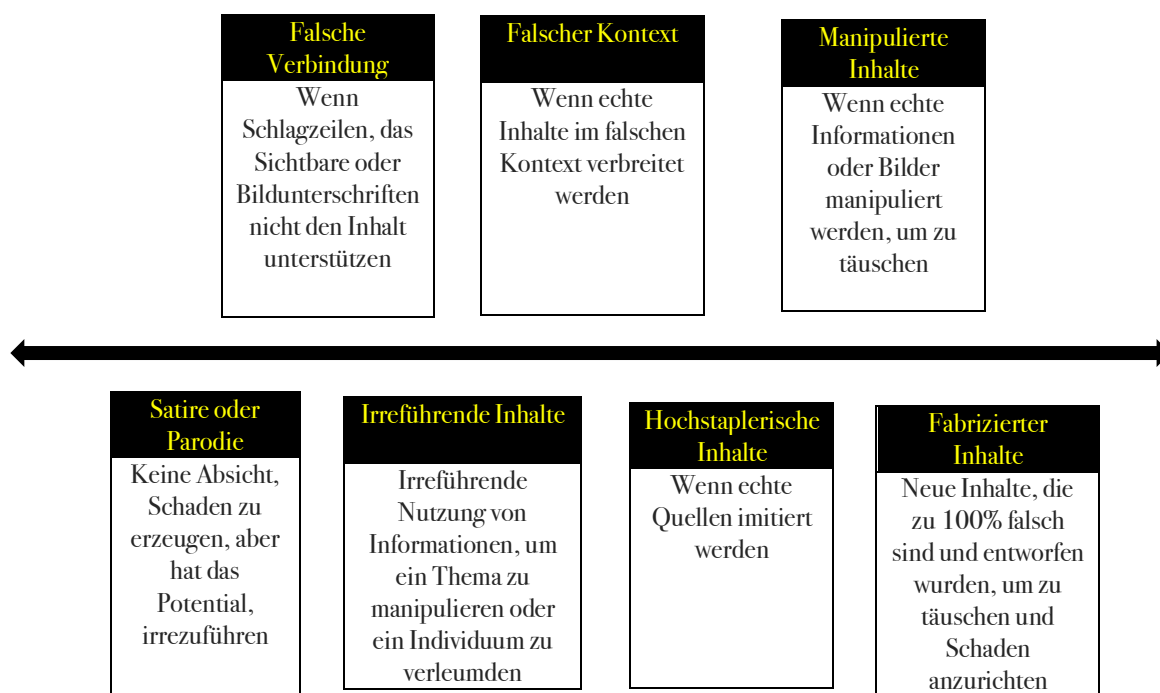 Falsche
Verbindung
Wenn
Schlagzeilen, das
Sichtbare oder
Bildunterschriften
nicht den Inhalt
unterstützen
Falscher Kontext
Wenn echte
Inhalte im falschen
Kontext verbreitet
werden
Manipulierte
Inhalte
Wenn echte
Informationen
oder Bilder
manipuliert
werden, um zu
täuschen
Satire oder
Parodie
Keine Absicht,
Schaden zu
erzeugen, aber
hat das
Potential,
irrezuführen
Irreführende Inhalte
Irreführende
Nutzung von
Informationen, um
ein Thema zu
manipulieren oder
ein Individuum zu
verleumden
Hochstaplerische
Inhalte
Wenn echte
Quellen imitiert
werden
Fabrizierter
Inhalte
Neue Inhalte, die
zu 100% falsch
sind und entworfen
wurden, um zu
täuschen und
Schaden
anzurichten